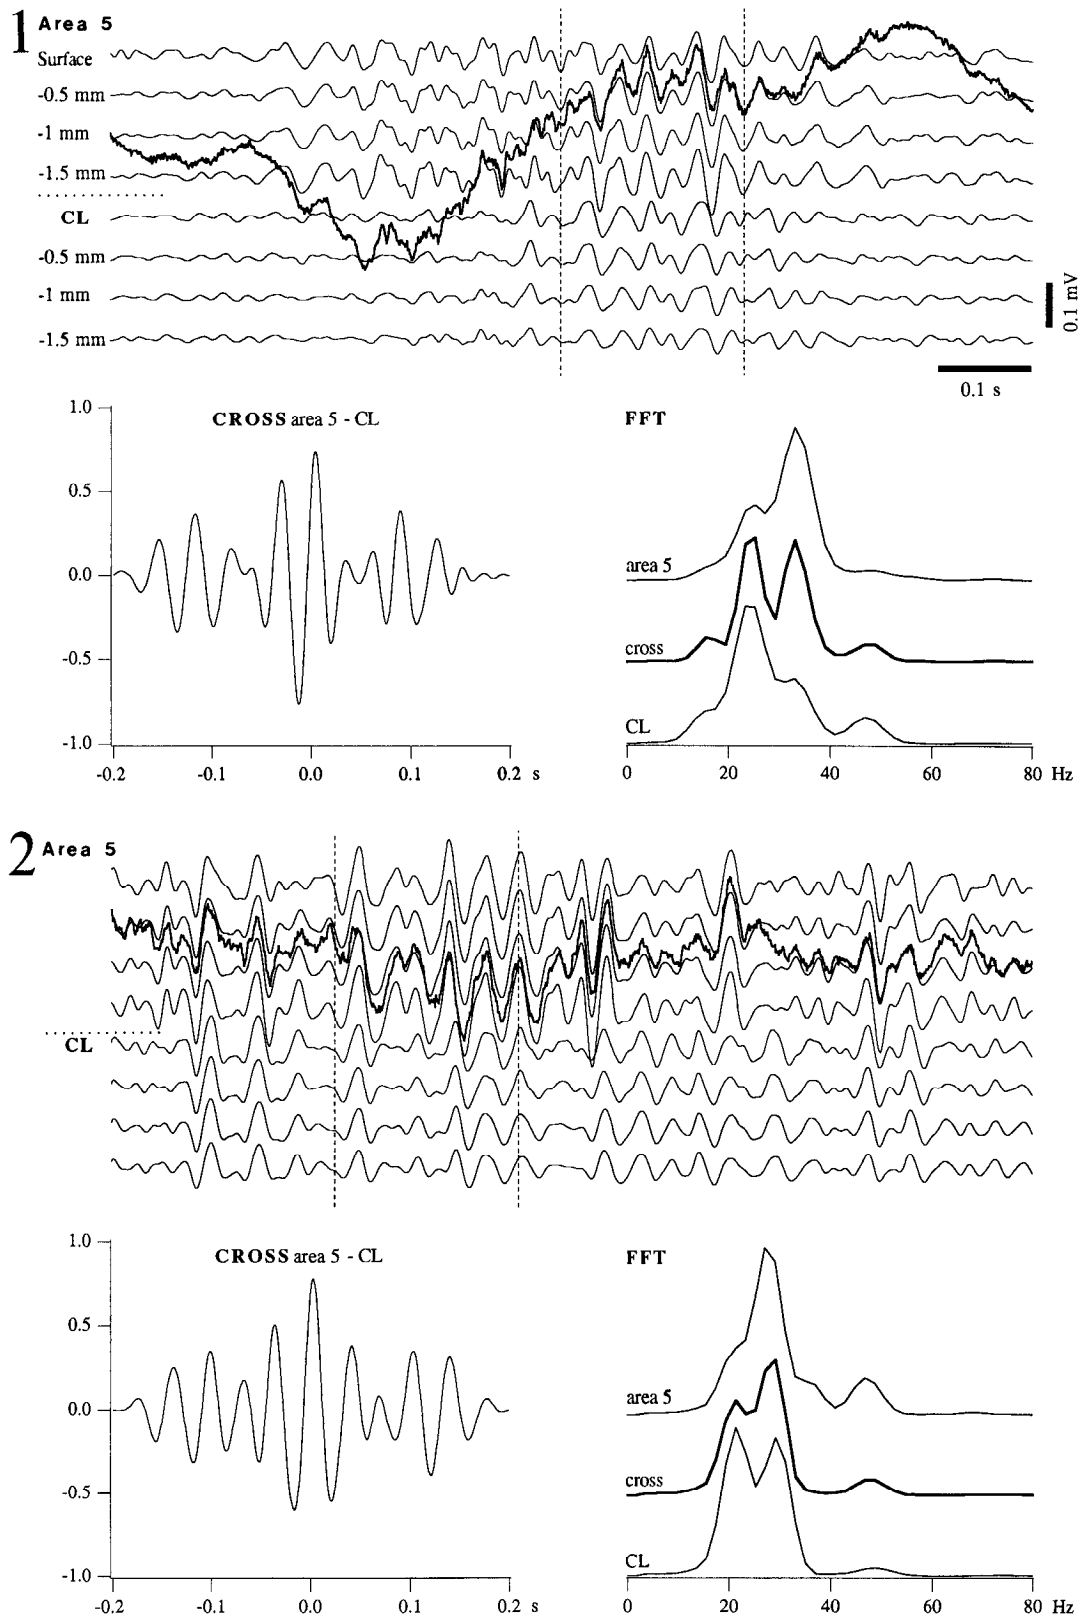 1 Area 5
Surface
-0.5 mm
-1 mm
-1.5 mm
CL
-0.5 mm
-1 mm
-1.5 mm
0.1 mV
0.1 s
CROSS area 5 - CL
1.0
0.5
0.0
-0.5
-1.0
-0.2 -0.1 0.0 0.1 0.2 s
FFT
area 5
cross
CL
0 20 40 60 80 Hz
2 Area 5
CL
CROSS area 5 - CL
1.0
0.5
0.0
-0.5
-1.0
-0.2 -0.1 0.0 0.1 0.2 s
FFT
area 5
cross
CL
0 20 40 60 80 Hz